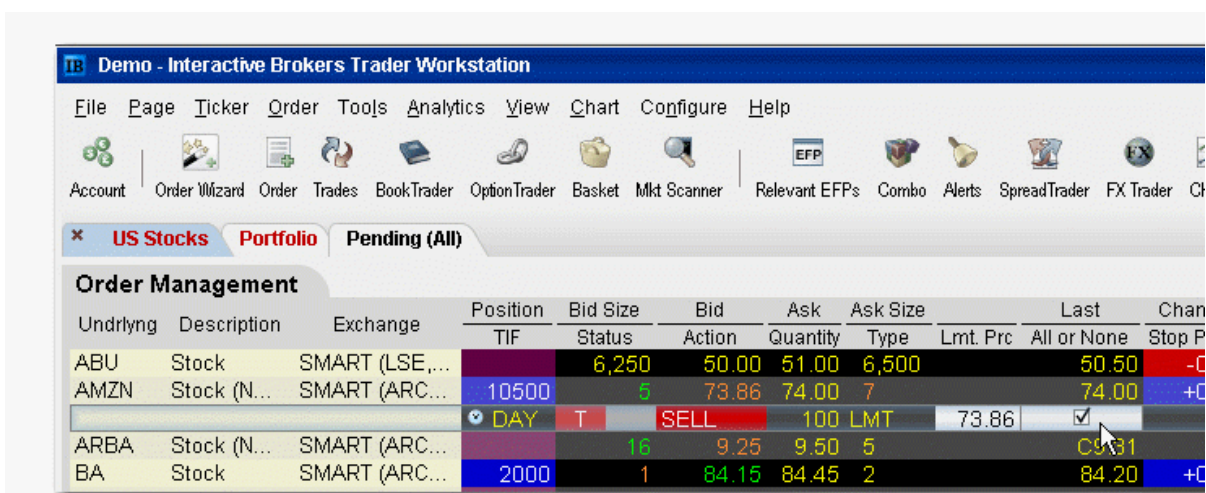 IB Demo - Interactive Brokers Trader Workstation
File Page Ticker Order Tools Analytics View Chart Configure Help
EFP FX
Account Order Wizard Order Trades BookTrader OptionTrader Basket Mkt Scanner Relevant EFPs Combo Alerts SpreadTrader FX Trader
US Stocks Portfolio Pending (All)
Order Management
Undrlyng Description Exchange Position Bid Size Bid Ask Ask Size Last Chan
TIF Status Action Quantity Type Lmt. Prc All or None Stop P
ABU Stock SMART (LSE,... 6,250 50.00 51.00 6,500 50.50 -0
AMZN Stock (N... SMART (ARC... 10500 5 73.86 74.00 7 74.00 +0
DAY T SELL 100 LMT 73.86
ARBA Stock (N... SMART (ARC... 16 9.25 9.50 5
BA Stock SMART (ARC... 2000 1 84.15 84.45 2 84.20 +0